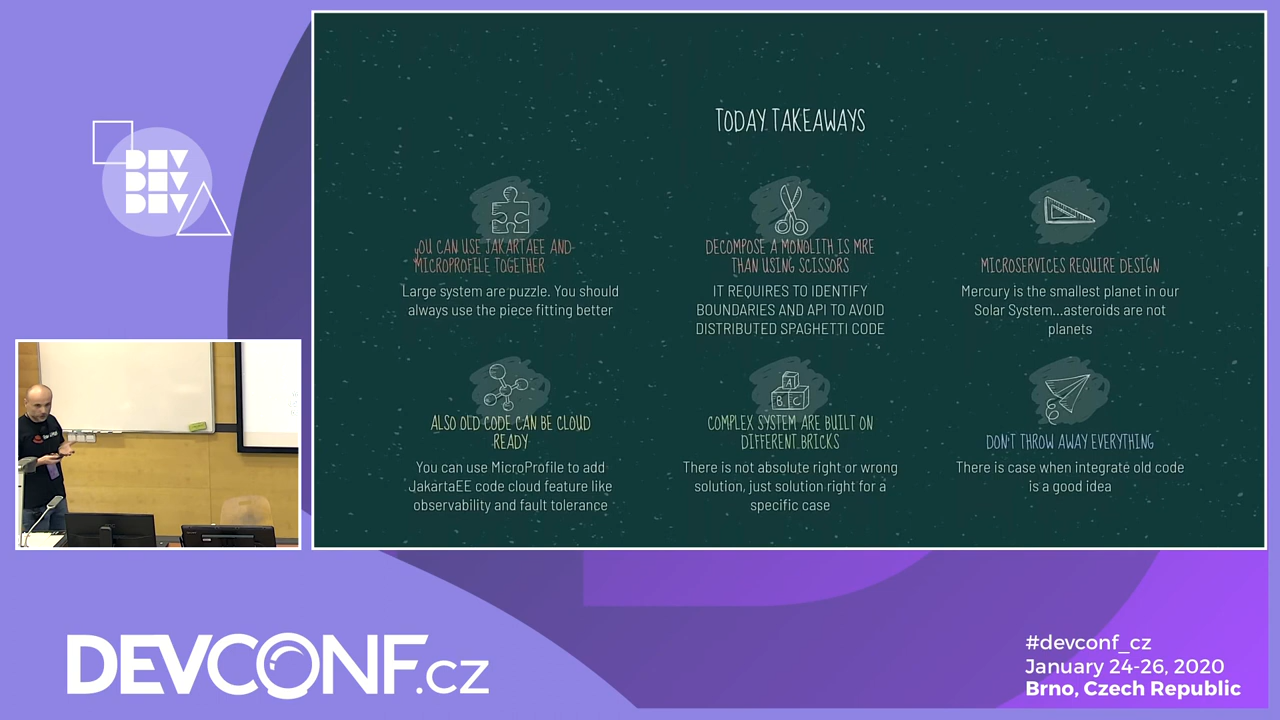 DEV
DEV
DEV
TODAY TAKEAWAYS
YOU CAN USE JAKARTAEE AND
MICROPROFILE TOGETHER
Large system are puzzle. You should
always use the piece fitting better
DECOMPOSE A MONOLITH IS MRE
THAN USING SCISSORS
IT REQUIRES TO IDENTIFY
BOUNDARIES AND API TO AVOID
DISTRIBUTED SPAGHETTI CODE
MICROSERVICES REQUIRE DESIGN
Mercury is the smallest planet in our
Solar System...asteroids are not
planets
ALSO OLD CODE CAN BE CLOUD
READY
You can use MicroProfile to add
JakartaEE code cloud feature like
observability and fault tolerance
A
B C
COMPLEX SYSTEM ARE BUILT ON
DIFFERENT BRICKS
There is not absolute right or wrong
solution, just solution right for a
specific case
DON'T THROW AWAY EVERYTHING
There is case when integrate old code
is a good idea
DEVCONF.cz
#devconf_cz
January 24-26, 2020
Brno, Czech Republic